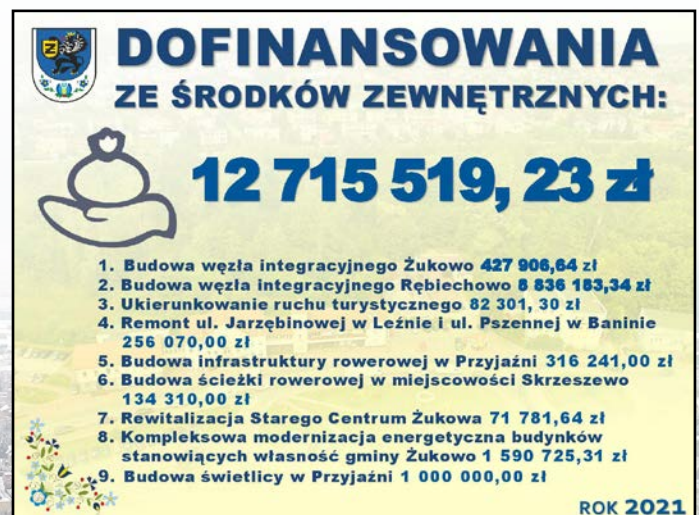 DOFINANSOWANIA
ZE ŚRODKÓW ZEWNĘTRZNYCH:
12 715 519, 23 zł
1. Budowa węzła integracyjnego Żukowo 427 906,64 zł
2. Budowa węzła integracyjnego Rębiechowo 8 836 183,34 zł
3. Ukierunkowanie ruchu turystycznego 82 301, 30 zł
4. Remont ul. Jarzębinowej w Leźnie i ul. Pszennej w Baninie
256 070,00 zł
5. Budowa infrastruktury rowerowej w Przyjaźni 316 241,00 zł
6. Budowa ścieżki rowerowej w miejscowości Skrzeszewo
134 310,00 zł
7. Rewitalizacja Starego Centrum Żukowa 71 781,64 zł
8. Kompleksowa modernizacja energetyczna budynków
stanowiących własność gminy Żukowo 1 590 725,31 zł
9. Budowa świetlicy w Przyjaźni 1 000 000,00 zł
ROK 2021